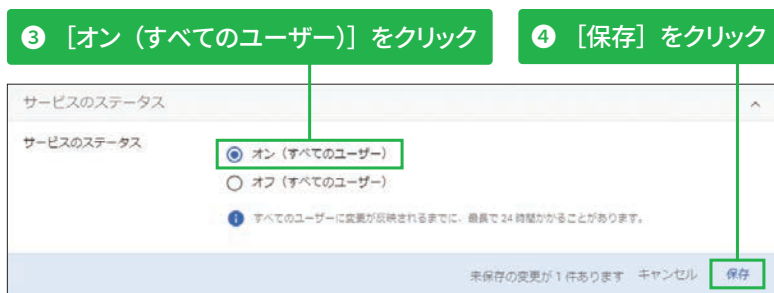 ❸ ［オン（すべてのユーザー）］をクリック
❹ ［保存］をクリック
サービスのステータス
サービスのステータス
オン（すべてのユーザー）
オフ（すべてのユーザー）
すべてのユーザーに変更が反映されるまでに、最長で 24 時間かかることがあります。
未保存の変更が 1 件あります キャンセル 保存